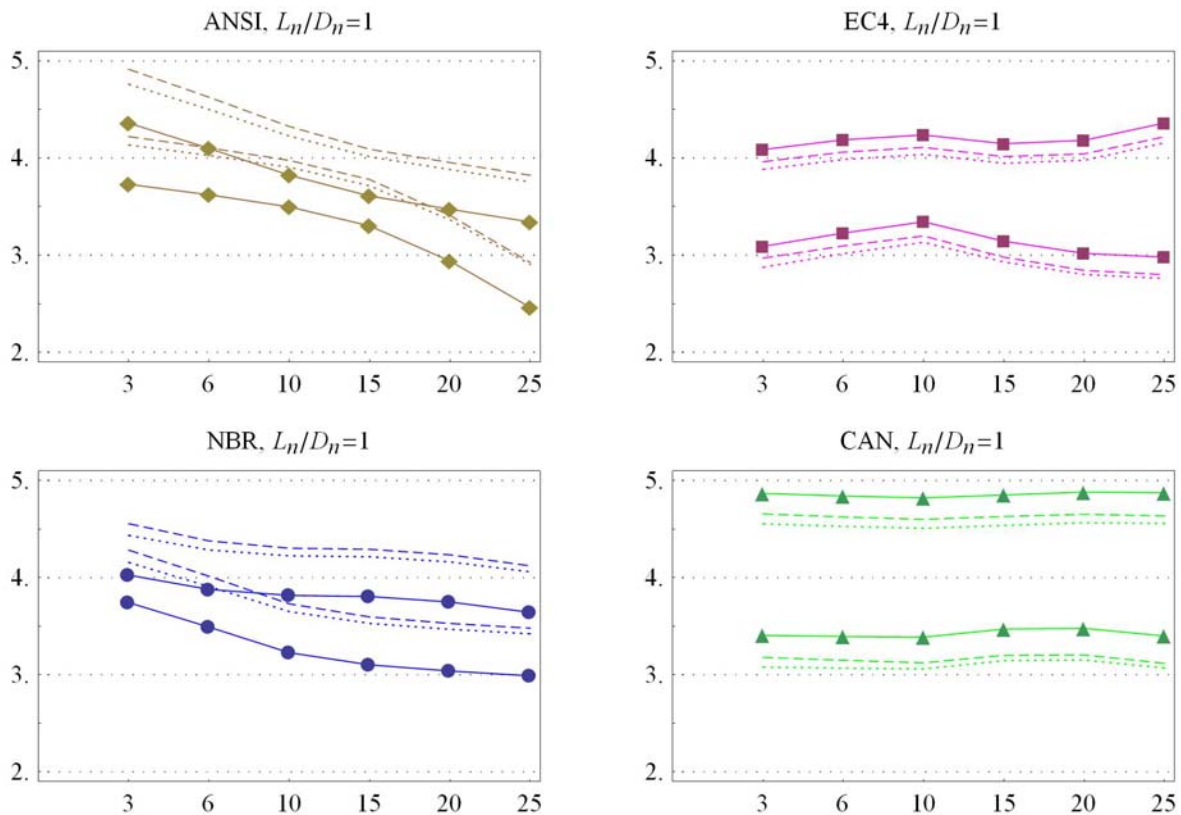 ANSI, Ln/Dn=1
5.
4.
3.
2.
3 6 10 15 20 25
EC4, Ln/Dn=1
5.
4.
3.
2.
3 6 10 15 20 25
NBR, Ln/Dn=1
5.
4.
3.
2.
3 6 10 15 20 25
CAN, Ln/Dn=1
5.
4.
3.
2.
3 6 10 15 20 25